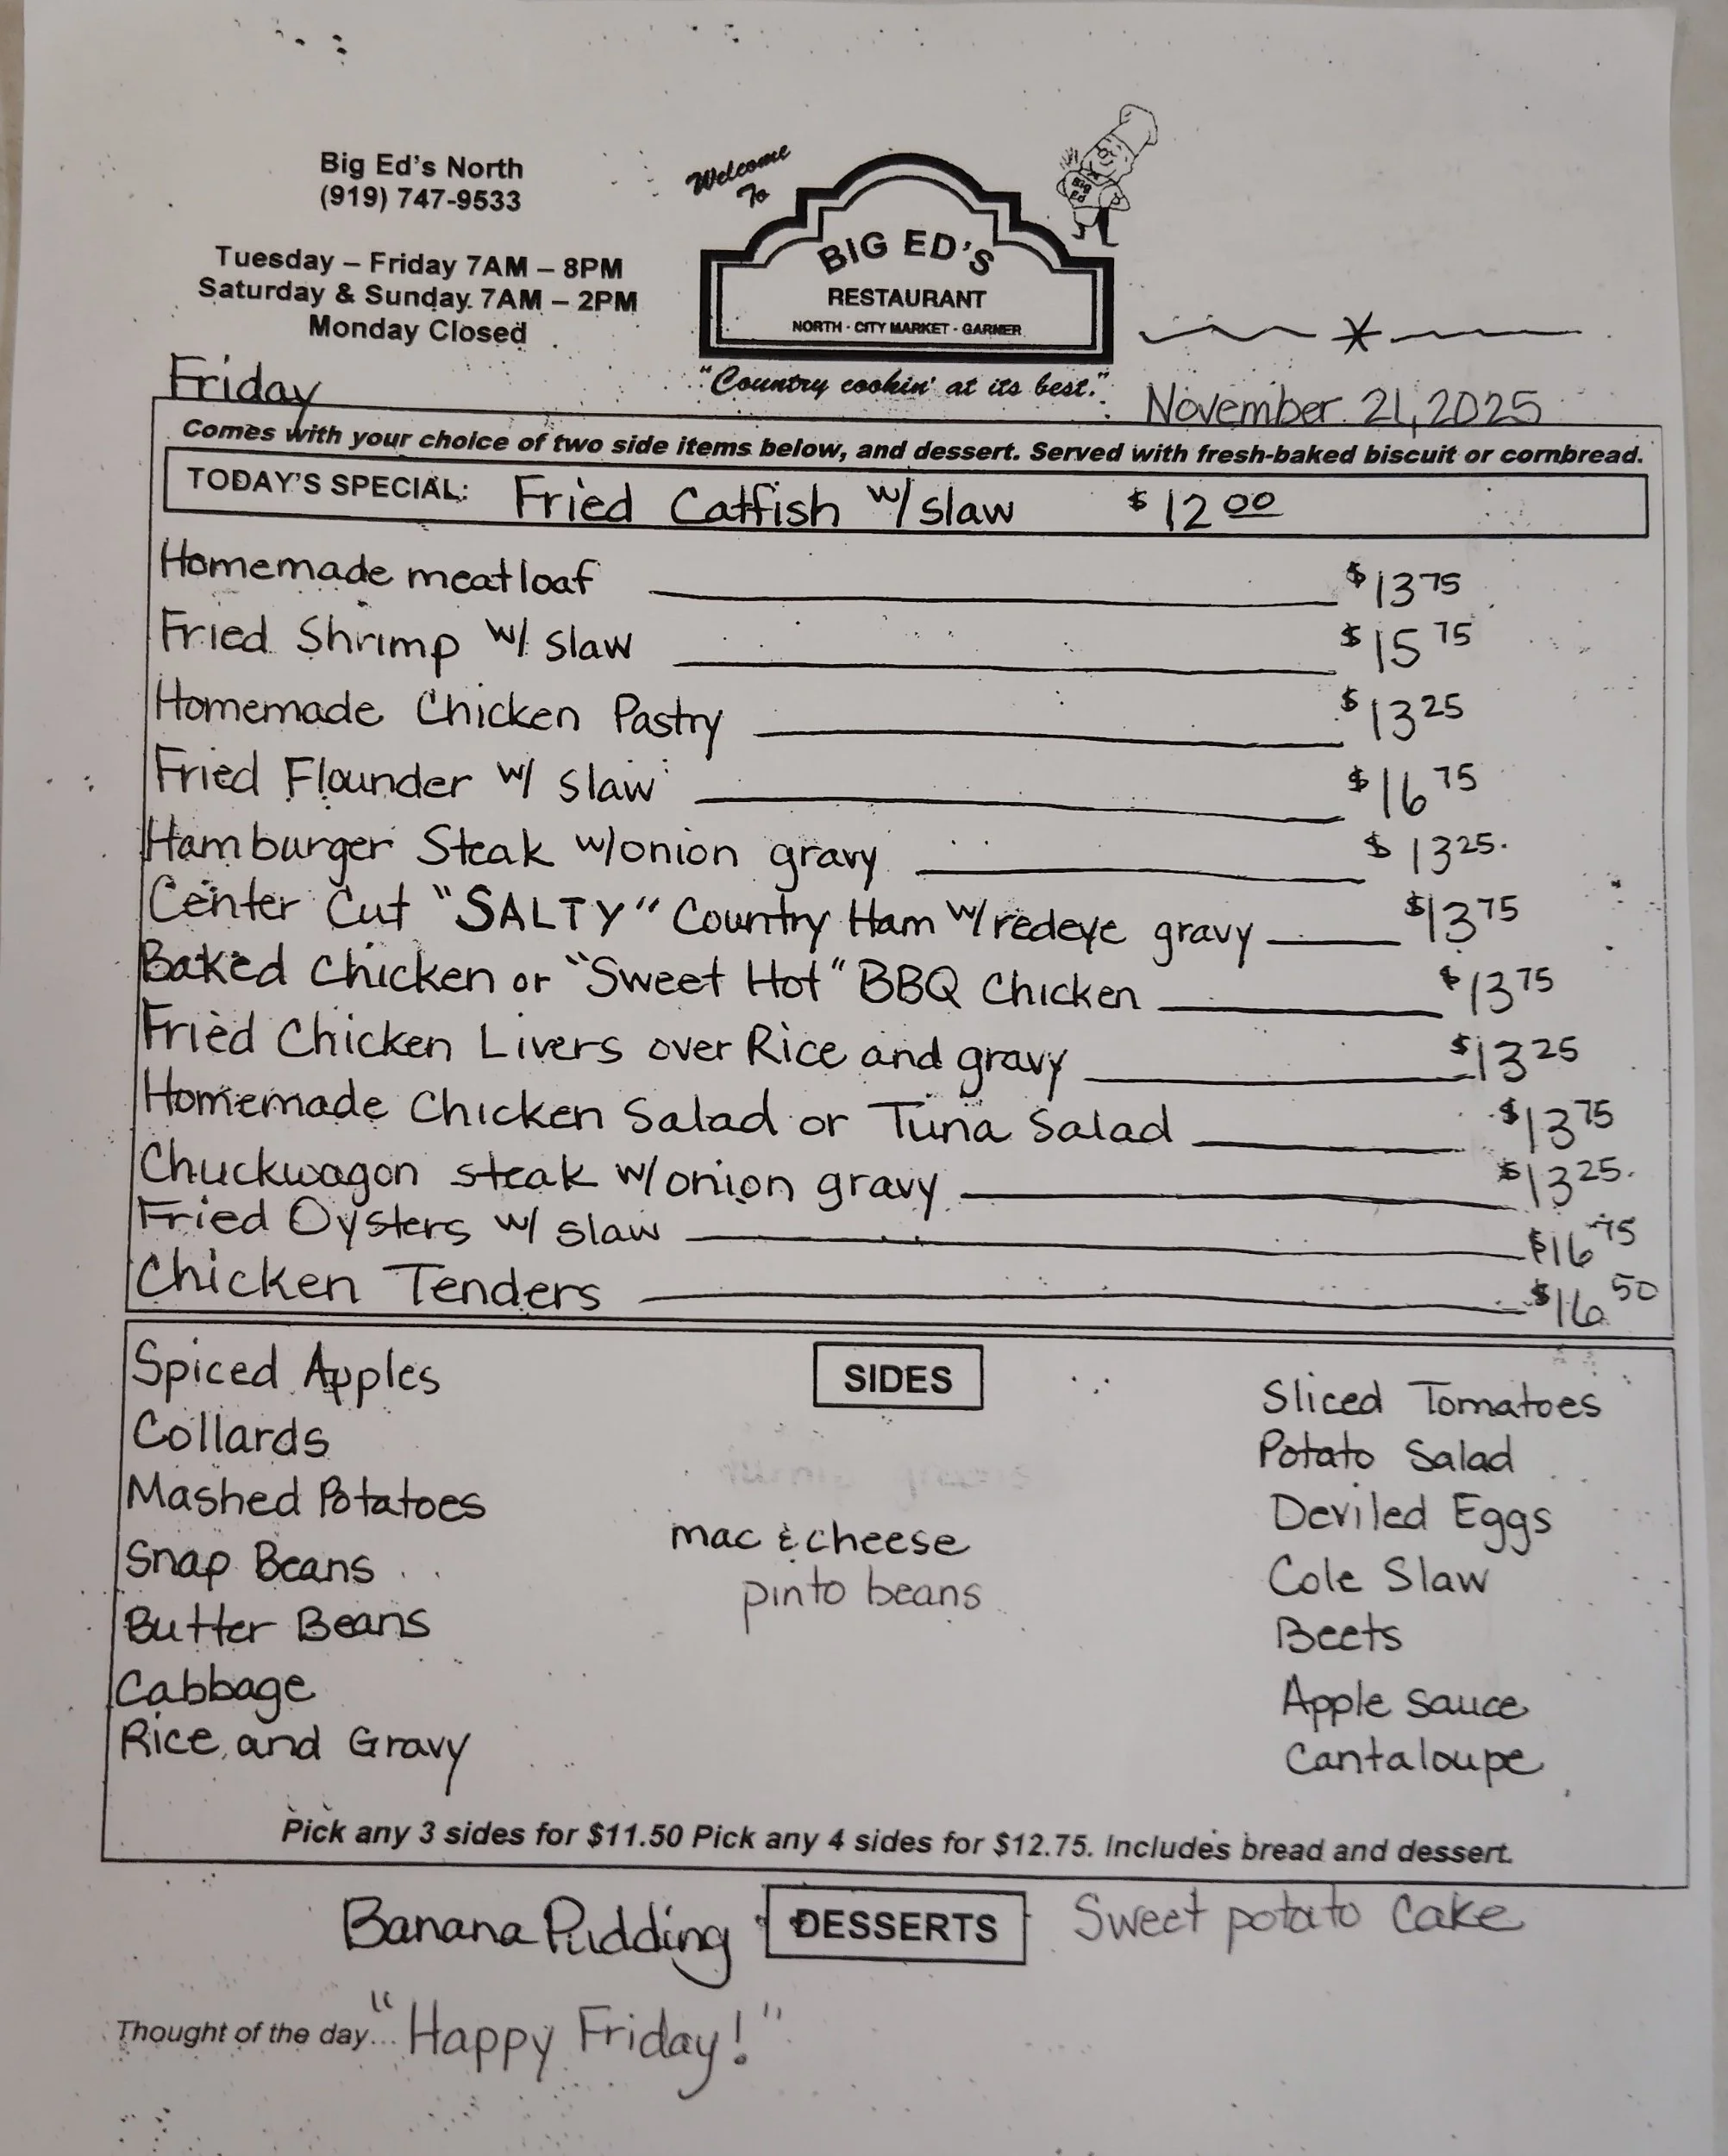 Big Ed's North
(919) 747-9533
Tuesday – Friday 7AM – 8PM
Saturday & Sunday 7AM – 2PM
Monday Closed
Welcome
To
Big Ed
BIG ED'S
RESTAURANT
NORTH · CITY MARKET · GARNER
"Country cookin' at its best."
Friday
November 21, 2025
Comes with your choice of two side items below, and dessert. Served with fresh-baked biscuit or cornbread.
TODAY'S SPECIAL: Fried Catfish w/ slaw $12 00
Homemade meatloaf $13 75
Fried Shrimp w/ slaw $15 75
Homemade Chicken Pastry $13 25
Fried Flounder w/ slaw $16 75
Hamburger Steak w/onion gravy $13 25
Center Cut "SALTY" Country Ham w/redeye gravy $13 75
Baked Chicken or "Sweet Hot" BBQ Chicken $13 75
Fried Chicken Livers over Rice and gravy $13 25
Homemade Chicken Salad or Tuna Salad $13 75
Chuckwagon steak w/onion gravy $13 25
Fried Oysters w/ slaw $16 75
Chicken Tenders $16 50
SIDES
Spiced Apples
Collards
Mashed Potatoes
Snap Beans
Butter Beans
Cabbage
Rice and Gravy
mac & cheese
pinto beans
Sliced Tomatoes
Potato Salad
Deviled Eggs
Cole Slaw
Beets
Apple Sauce
Cantaloupe
Pick any 3 sides for $11.50 Pick any 4 sides for $12.75. Includes bread and dessert.
Banana Pudding DESSERTS Sweet potato Cake
Thought of the day... "Happy Friday!"